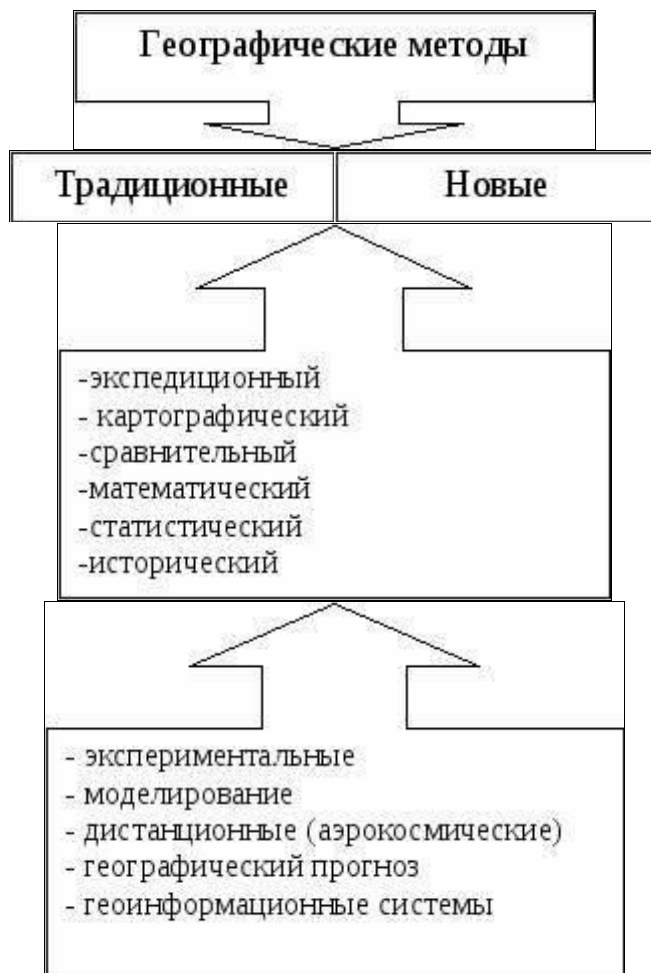 Географические методы
Традиционные
Новые
-экспедиционный
- картографический
-сравнительный
-математический
-статистический
-исторический
- экспериментальные
- моделирование
- дистанционные (аэрокосмические)
- географический прогноз
- геоинформационные системы